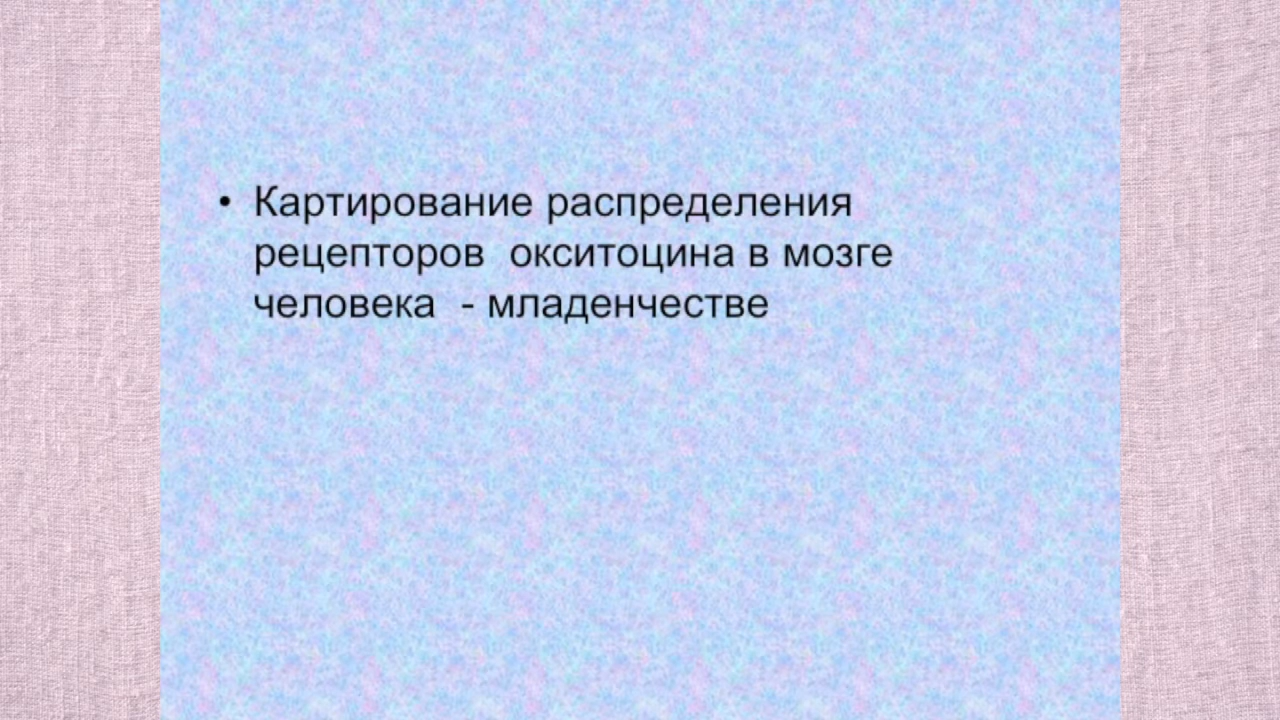 • Картирование распределения
рецепторов  окситоцина в мозге
человека  - младенчестве